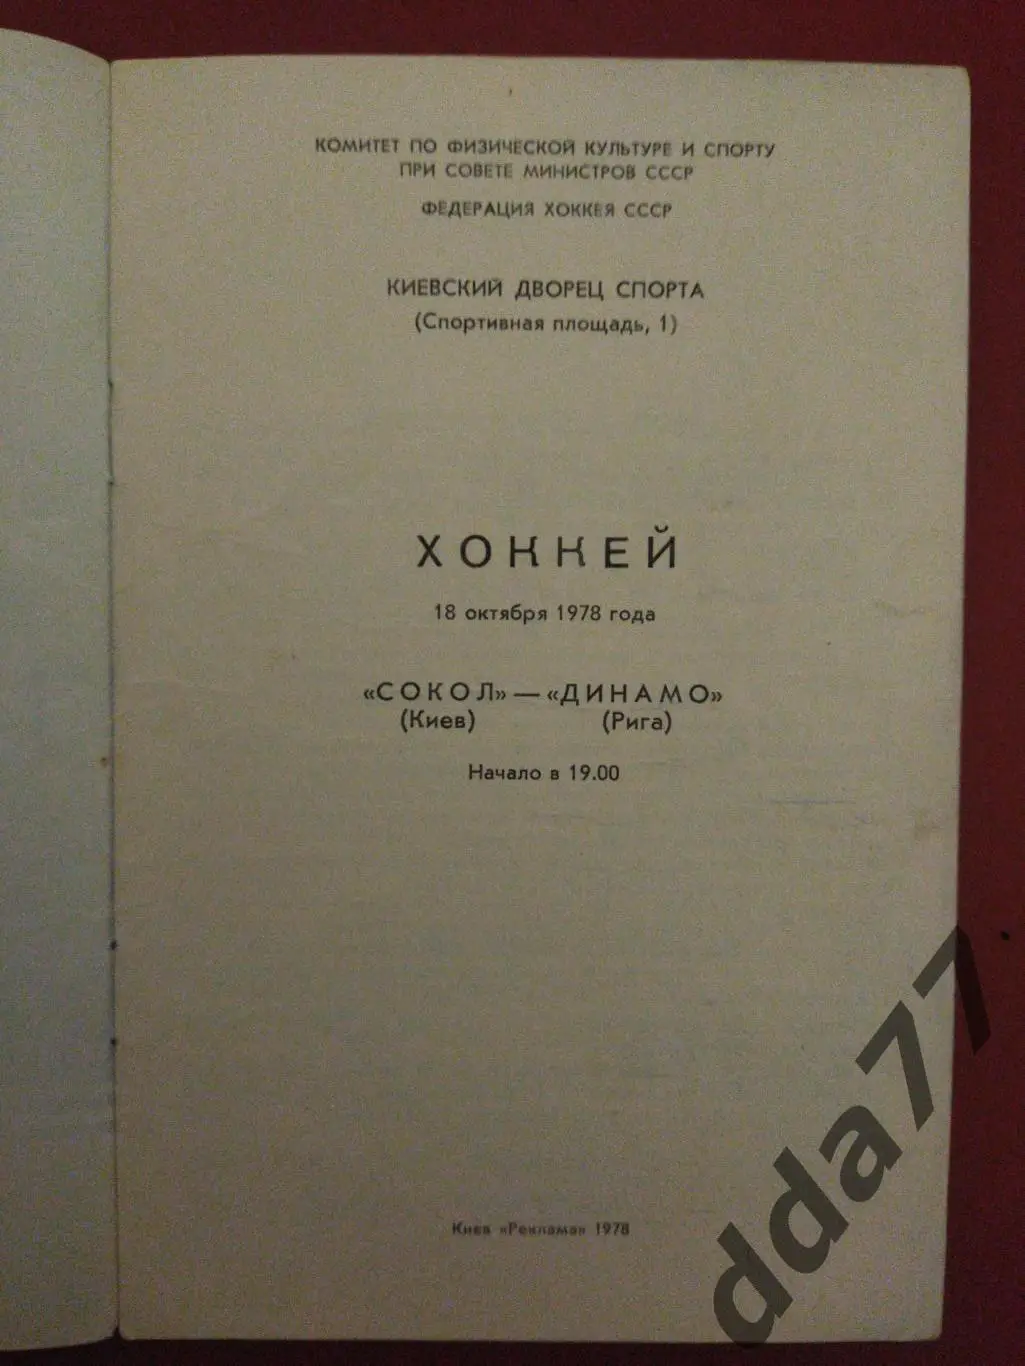 КОМИТЕТ ПО ФИЗИЧЕСКОЙ КУЛЬТУРЕ И СПОРТУ
ПРИ СОВЕТЕ МИНИСТРОВ СССР
ФЕДЕРАЦИЯ ХОККЕЯ СССР
КИЕВСКИЙ ДВОРЕЦ СПОРТА
(Спортивная площадь, 1)
ХОККЕЙ
18 октября 1978 года
«СОКОЛ» — «ДИНАМО»
(Киев) (Рига)
Начало в 19.00
Киев «Реклама» 1978
dda77